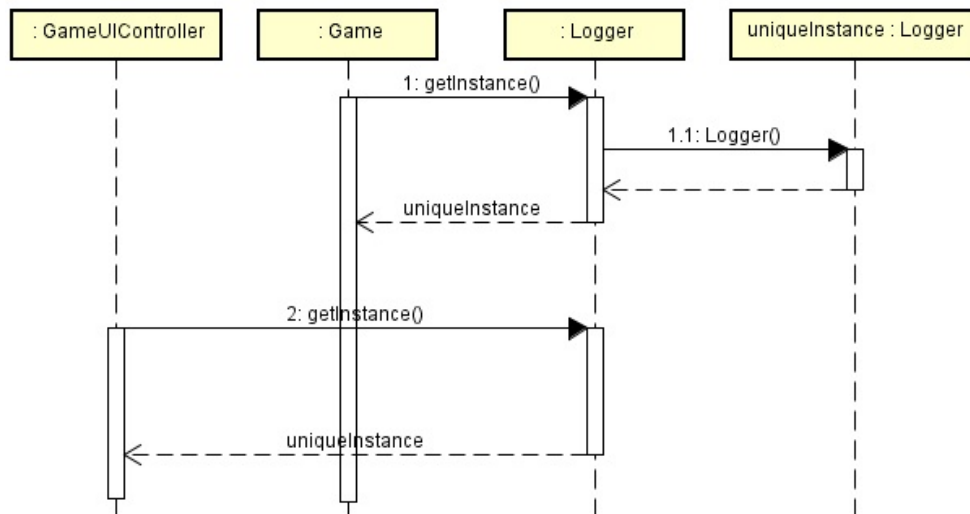 : GameUIController
: Game
: Logger
uniqueInstance : Logger
1: getInstance()
1.1: Logger()
uniqueInstance
2: getInstance()
uniqueInstance